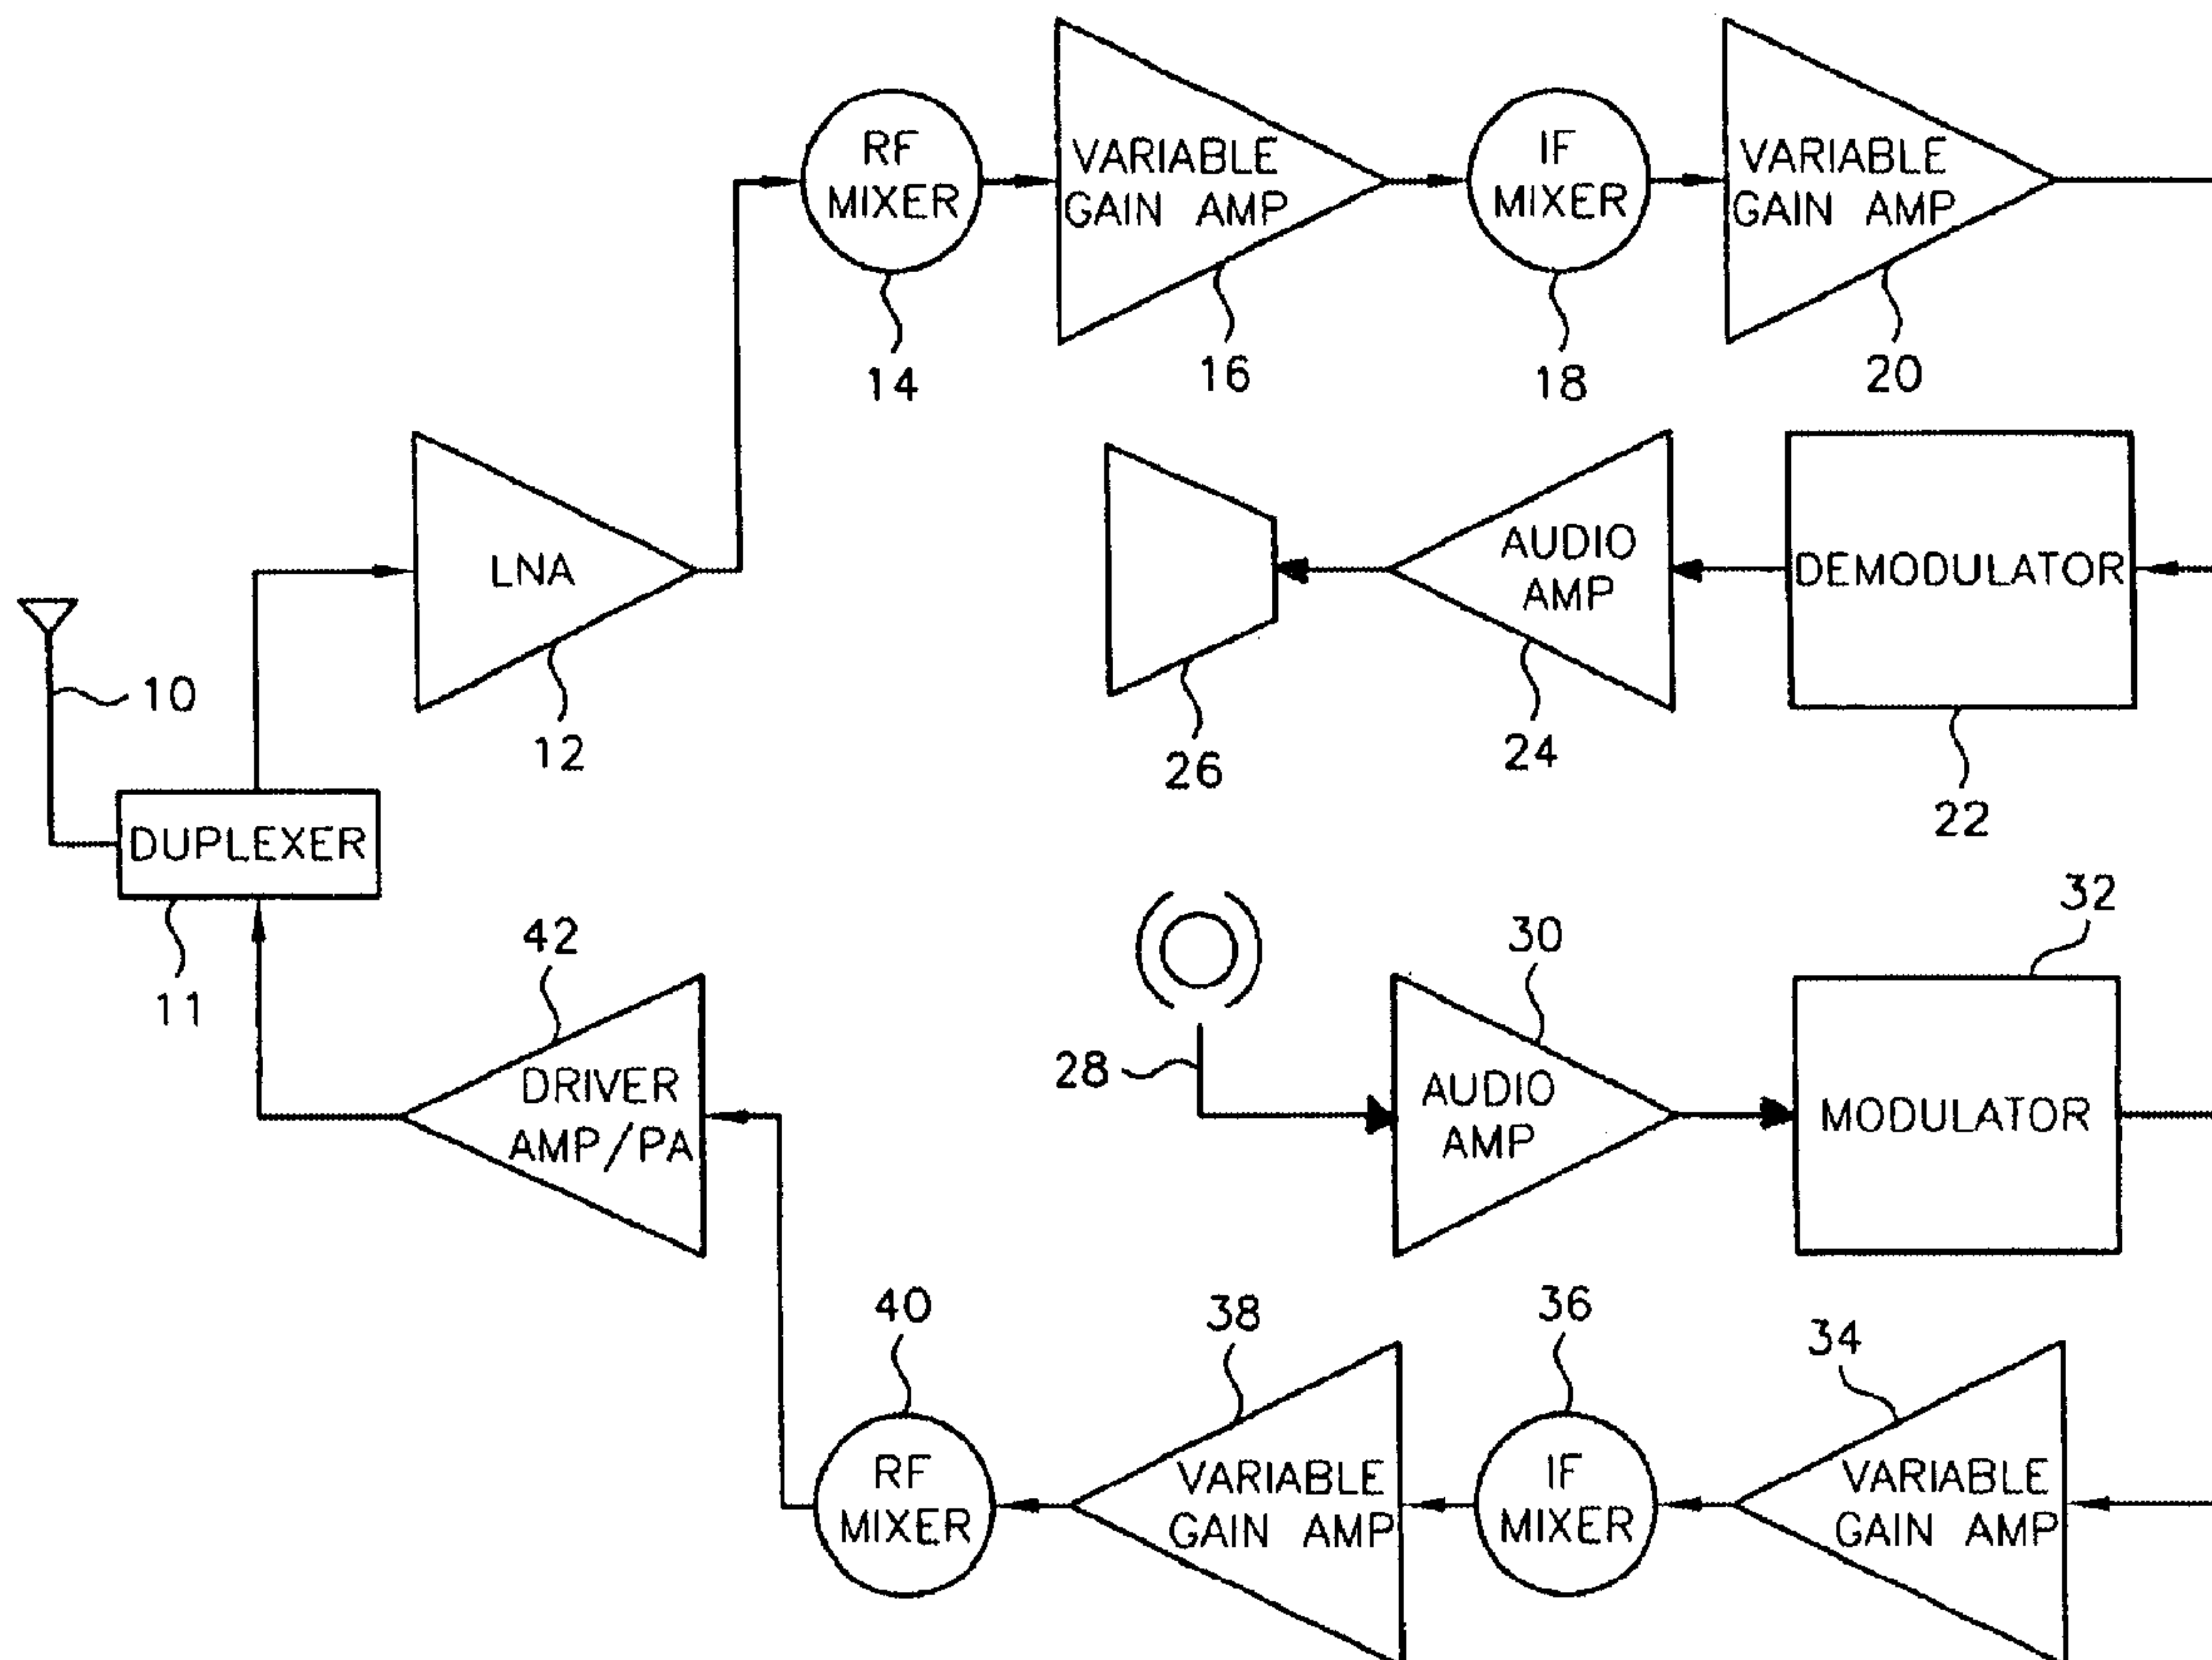 RF
MIXER
14
VARIABLE
GAIN AMP
16
IF
MIXER
18
VARIABLE
GAIN AMP
20
LNA
12
10
DUPLEXER
11
26
AUDIO
AMP
24
DEMODULATOR
22
28
30
AUDIO
AMP
32
MODULATOR
42
DRIVER
AMP/PA
40
RF
MIXER
38
VARIABLE
GAIN AMP
36
IF
MIXER
34
VARIABLE
GAIN AMP